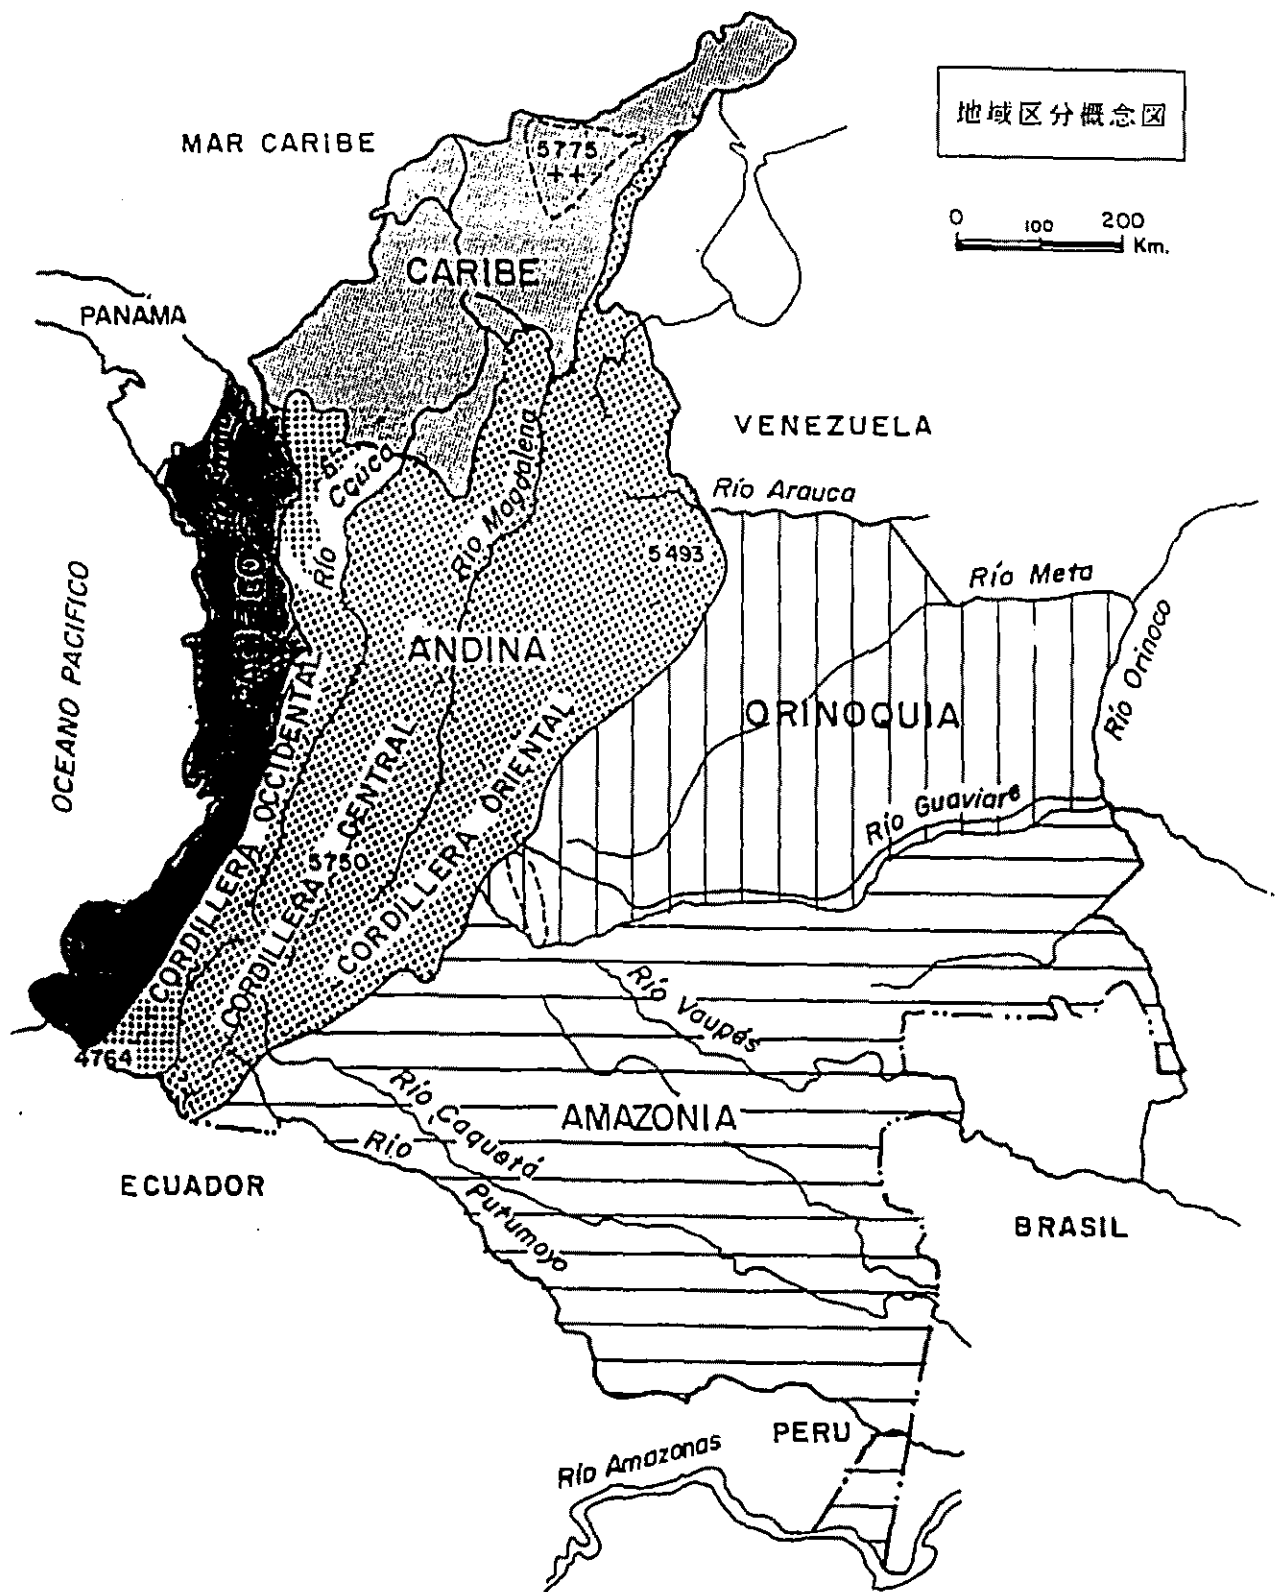 地域区分概念図
MAR CARIBE
5775
0 100 200
Km.
CARIBE
PANAMA
VENEZUELA
Río Cauca
Río Magdalena
Río Arauca
5493
Río Meta
Río Orinoco
OCEANO PACIFICO
PACIFICO
ANDINA
ORINOQUIA
CORDILLERA OCCIDENTAL
CORDILLERA CENTRAL
5750
CORDILLERA ORIENTAL
Río Guaviare
Río Vaupés
4764
Río Caquetá
AMAZONIA
Río Putumayo
ECUADOR
BRASIL
PERU
Río Amazonas